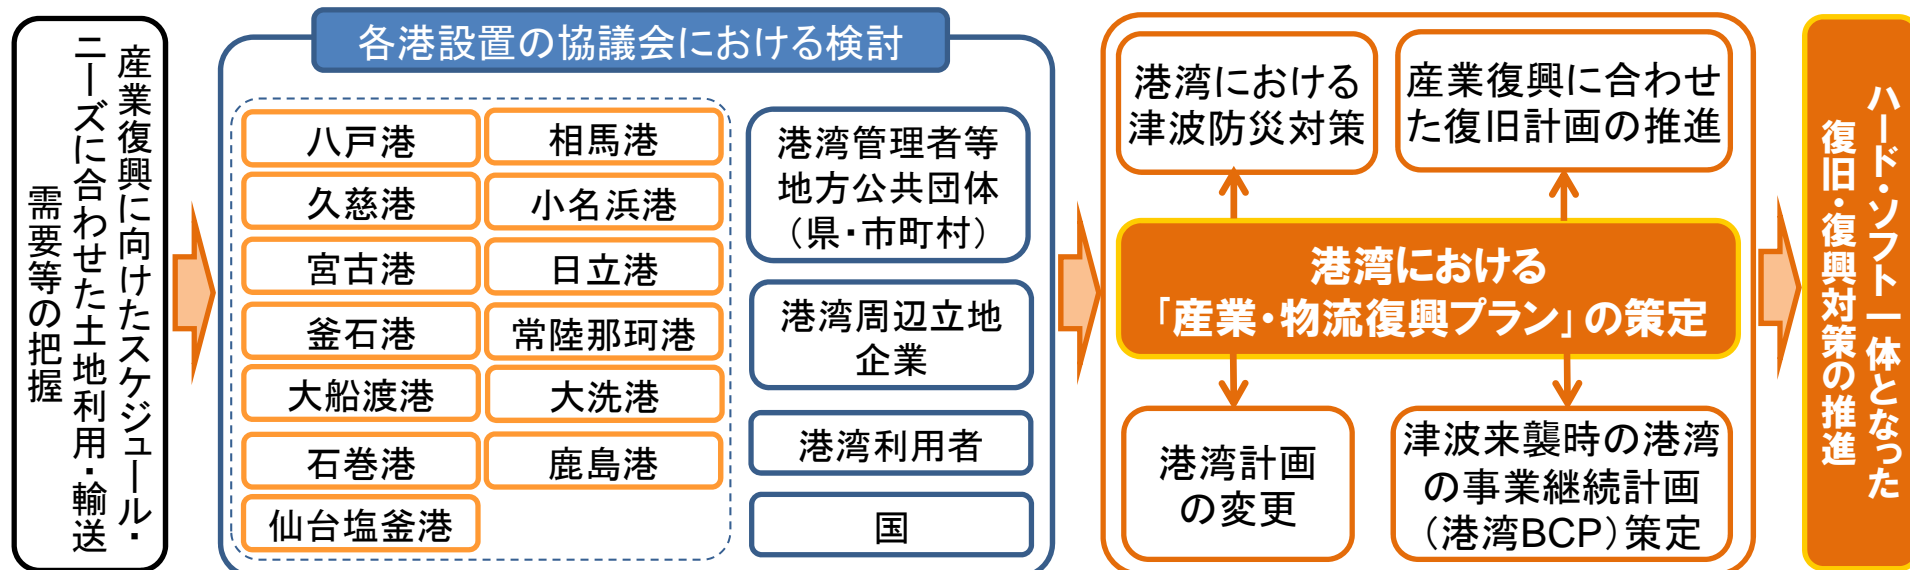 産業復興に向けたスケジュール・
ニーズに合わせた土地利用・輸送
需要等の把握
各港設置の協議会における検討
八戸港
久慈港
宮古港
釜石港
大船渡港
石巻港
仙台塩釜港
相馬港
小名浜港
日立港
常陸那珂港
大洗港
鹿島港
港湾管理者等
地方公共団体
（県・市町村）
港湾周辺立地
企業
港湾利用者
国
港湾における
津波防災対策
産業復興に合わせ
た復旧計画の推進
港湾における
「産業・物流復興プラン」の策定
港湾計画
の変更
津波来襲時の港湾
の事業継続計画
（港湾BCP）策定
ハード・ソフト一体となった
復旧・復興対策の推進